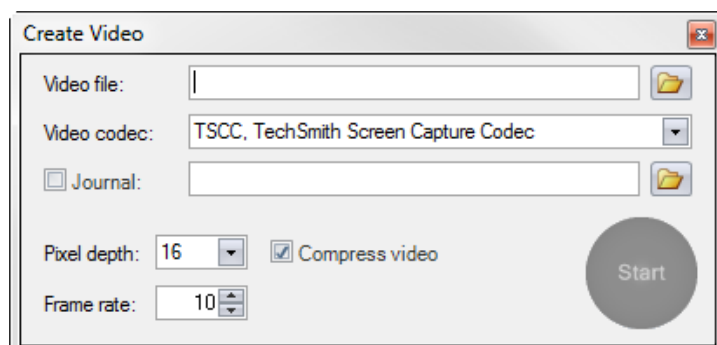 Create Video
Video file:
Video codec: TSCC, TechSmith Screen Capture Codec
Journal:
Pixel depth: 16 Compress video
Start
Frame rate: 10